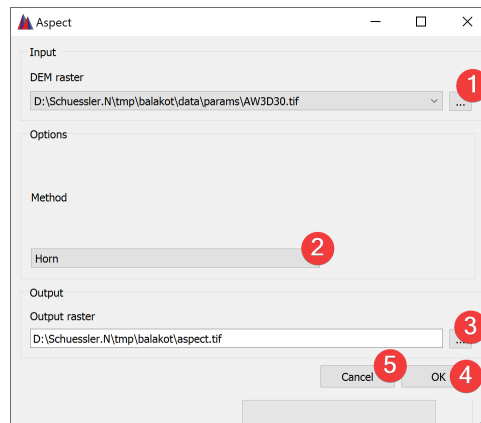 Aspect
Input
DEM raster
D:\Schuessler.N\tmp\balakot\data\params\AW3D30.tif
...
1
Options
Method
Horn
2
Output
Output raster
D:\Schuessler.N\tmp\balakot\aspect.tif
...
3
Cancel
5
OK
4